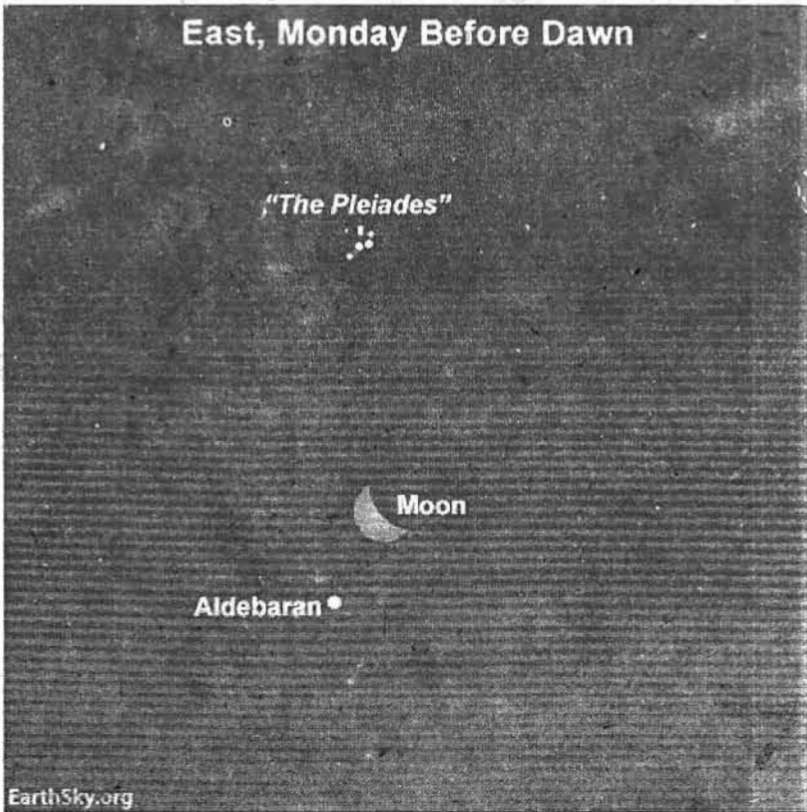 East, Monday Before Dawn
"The Pleiades"
Moon
Aldebaran
EarthSky.org